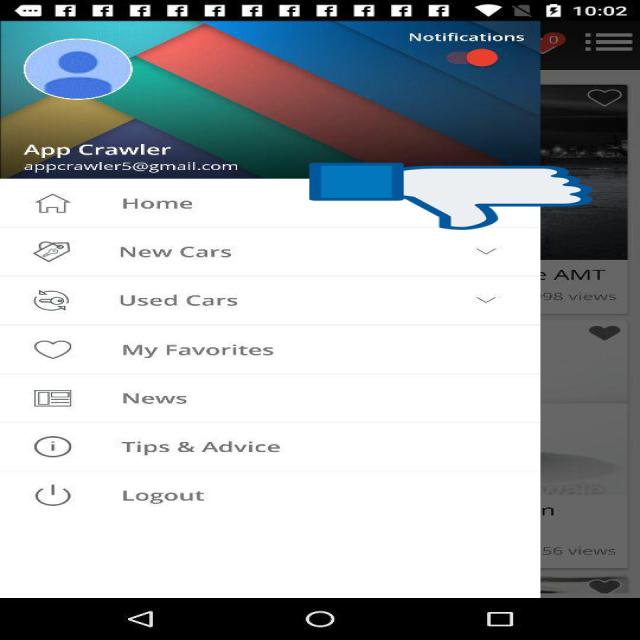 10:02
Notifications
0
App Crawler
appcrawler5@gmail.com
Home
New Cars
AMT
98 views
Used Cars
My Favorites
News
Tips & Advice
Logout
n
56 views